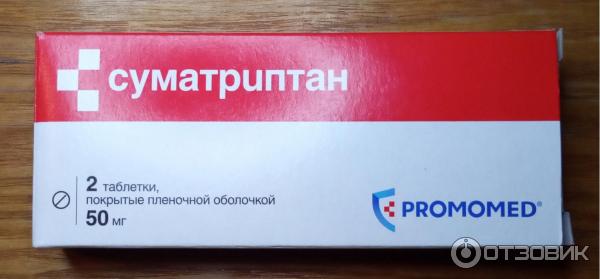 суматриптан
2 таблетки,
покрытые пленочной оболочкой
50 мг
PROMOMED®
ОТЗОВИК